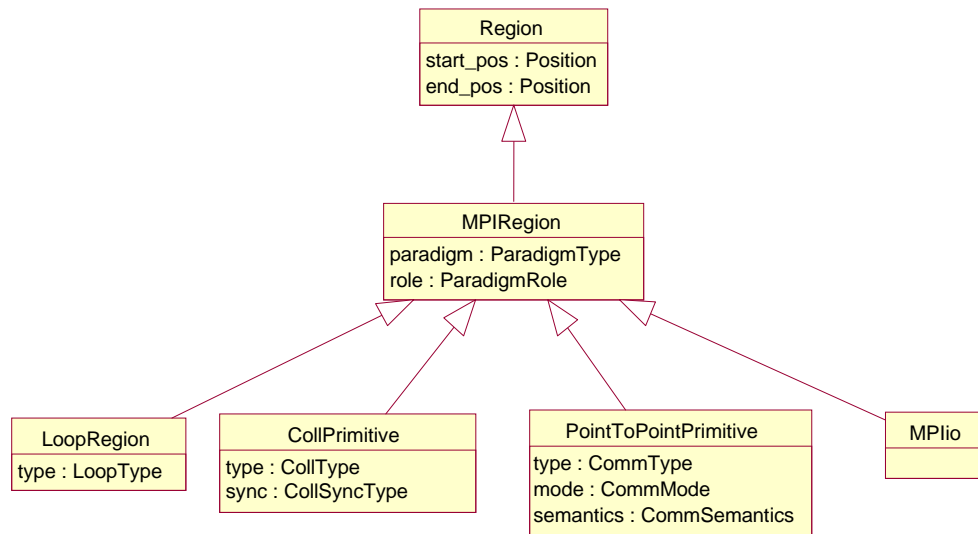 Region
start_pos : Position
end_pos : Position
MPIRegion
paradigm : ParadigmType
role : ParadigmRole
LoopRegion
type : LoopType
CollPrimitive
type : CollType
sync : CollSyncType
PointToPointPrimitive
type : CommType
mode : CommMode
semantics : CommSemantics
MPIio